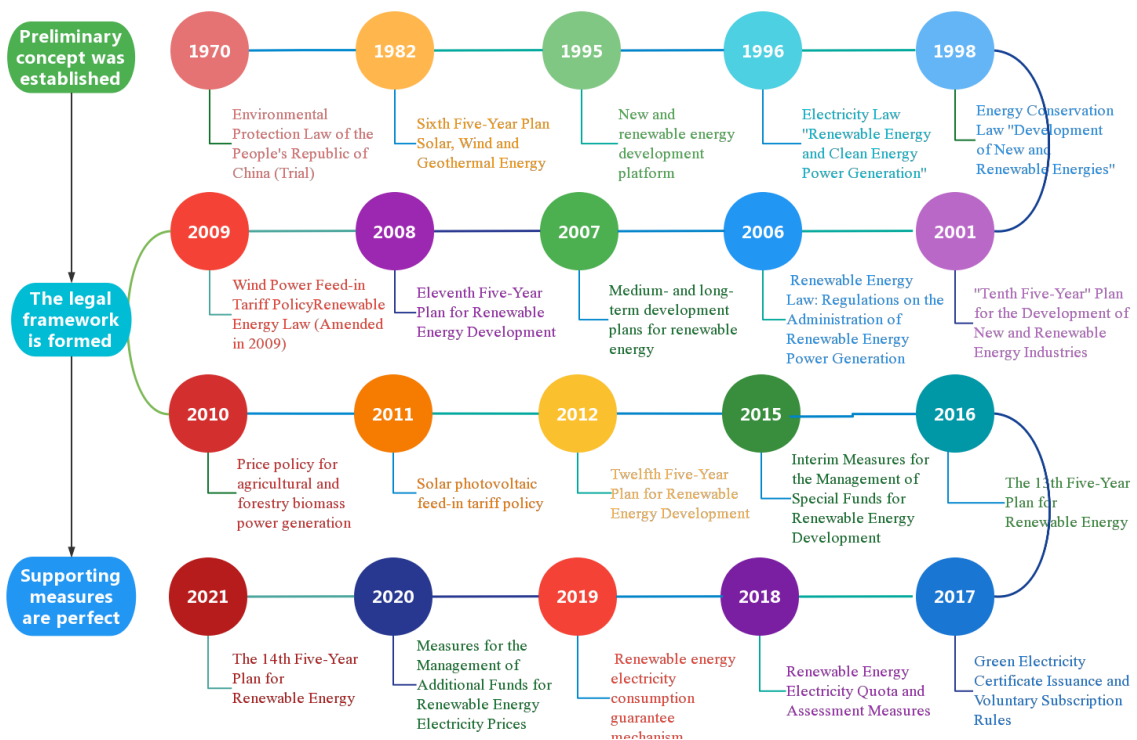 Preliminary
concept was
established
1970
1982
1995
1996
1998
Environmental
Protection Law of the
People's Republic of
China (Trial)
Sixth Five-Year Plan
Solar, Wind and
Geothermal Energy
New and
renewable energy
development
platform
Electricity Law
"Renewable Energy
and Clean Energy
Power Generation"
Energy Conservation
Law "Development
of New and
Renewable Energies"
The legal
framework
is formed
2009
2008
2007
2006
2001
Wind Power Feed-in
Tariff PolicyRenewable
Energy Law (Amended
in 2009)
Eleventh Five-Year
Plan for Renewable
Energy Development
Medium- and long-
term development
plans for renewable
energy
Renewable Energy
Law: Regulations on the
Administration of
Renewable Energy
Power Generation
"Tenth Five-Year" Plan
for the Development of
New and Renewable
Energy Industries
2010
2011
2012
2015
2016
Price policy for
agricultural and
forestry biomass
power generation
Solar photovoltaic
feed-in tariff policy
Twelfth Five-Year
Plan for Renewable
Energy Development
Interim Measures for
the Management of
Special Funds for
Renewable Energy
Development
The 13th Five-Year
Plan for
Renewable Energy
Supporting
measures
are perfect
2021
2020
2019
2018
2017
The 14th Five-Year
Plan for
Renewable Energy
Measures for the
Management of
Additional Funds for
Renewable Energy
Electricity Prices
Renewable energy
electricity
consumption
guarantee
mechanism
Renewable Energy
Electricity Quota and
Assessment Measures
Green Electricity
Certificate Issuance and
Voluntary Subscription
Rules